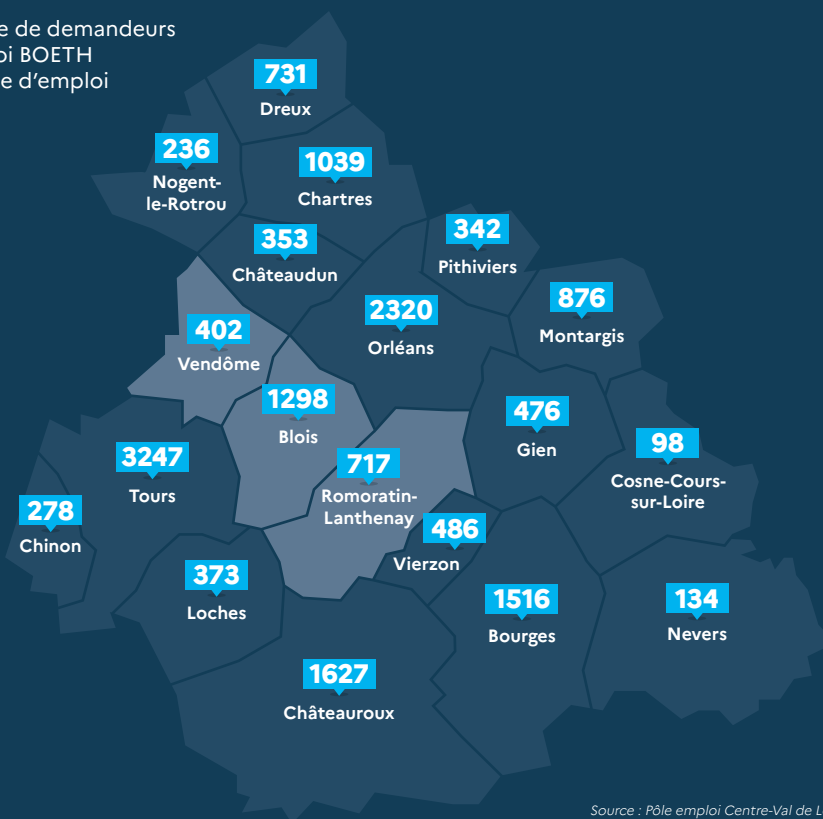 de demandeurs
BOETH
d'emploi
731
Dreux
236
Nogent-
le-Rotrou
1039
Chartres
353
Châteaudun
342
Pithiviers
2320
Orléans
876
Montargis
402
Vendôme
1298
Blois
476
Gien
98
Cosne-Cours-
sur-Loire
3247
Tours
717
Romoratin-
Lanthenay
278
Chinon
486
Vierzon
373
Loches
1516
Bourges
134
Nevers
1627
Châteauroux
Source : Pôle emploi Centre-Val de